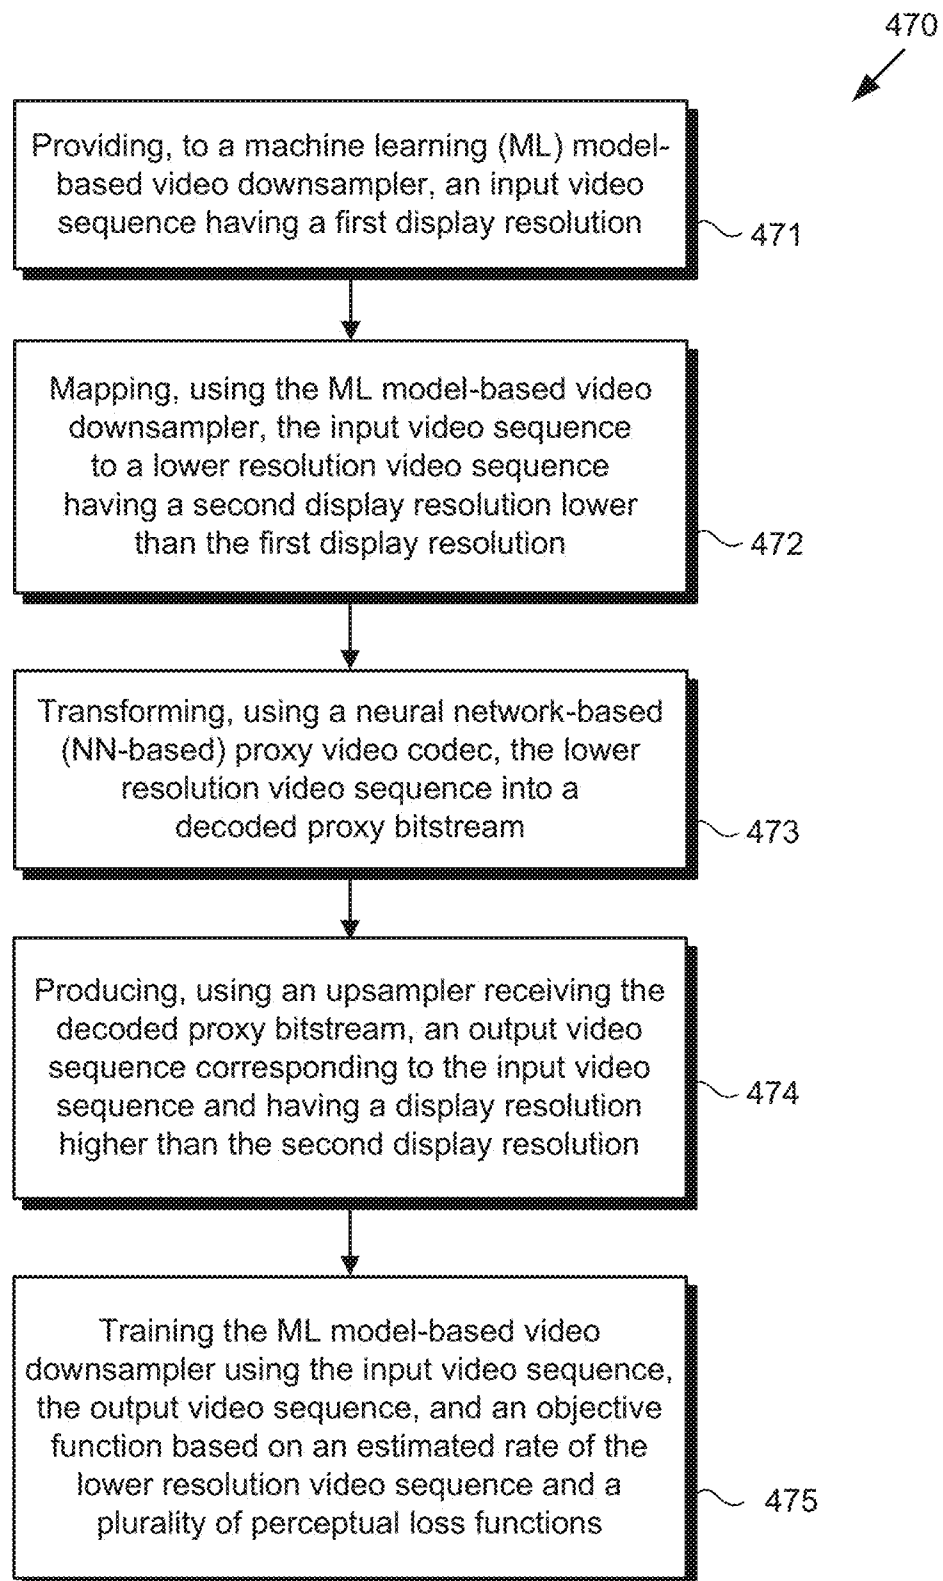 470
Providing, to a machine learning (ML) model-
based video downsampler, an input video
sequence having a first display resolution
471
Mapping, using the ML model-based video
downsampler, the input video sequence
to a lower resolution video sequence
having a second display resolution lower
than the first display resolution
472
Transforming, using a neural network-based
(NN-based) proxy video codec, the lower
resolution video sequence into a
decoded proxy bitstream
473
Producing, using an upsampler receiving the
decoded proxy bitstream, an output video
sequence corresponding to the input video
sequence and having a display resolution
higher than the second display resolution
474
Training the ML model-based video
downsampler using the input video sequence,
the output video sequence, and an objective
function based on an estimated rate of the
lower resolution video sequence and a
plurality of perceptual loss functions
475